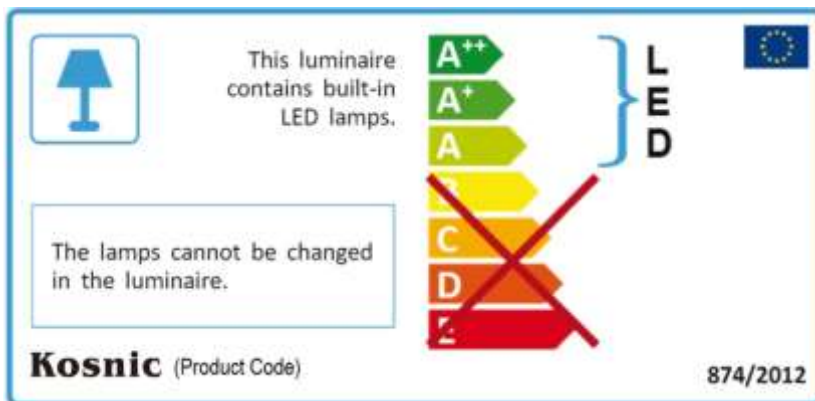 This luminaire
contains built-in
LED lamps.
A++
A+
A
B
C
D
E
L
E
D
The lamps cannot be changed
in the luminaire.
Kosnic (Product Code)
874/2012